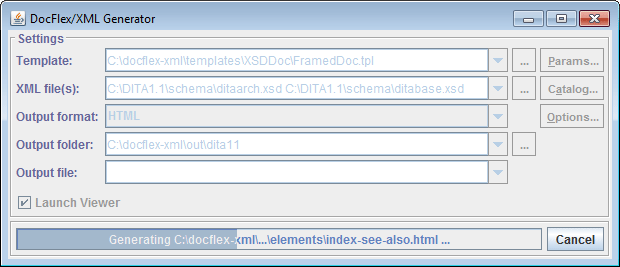 DocFlex/XML Generator
Settings
Template: C:\docflex-xml\templates\XSDDoc\FramedDoc.tpl ... Params...
XML file(s): C:\DITA1.1\schema\ditaarch.xsd C:\DITA1.1\schema\ditabase.xsd ... Catalog...
Output format: HTML Options...
Output folder: C:\docflex-xml\out\dita11 ...
Output file:
Launch Viewer
Generating C:\docflex-xml\...\elements\index-see-also.html ... Cancel